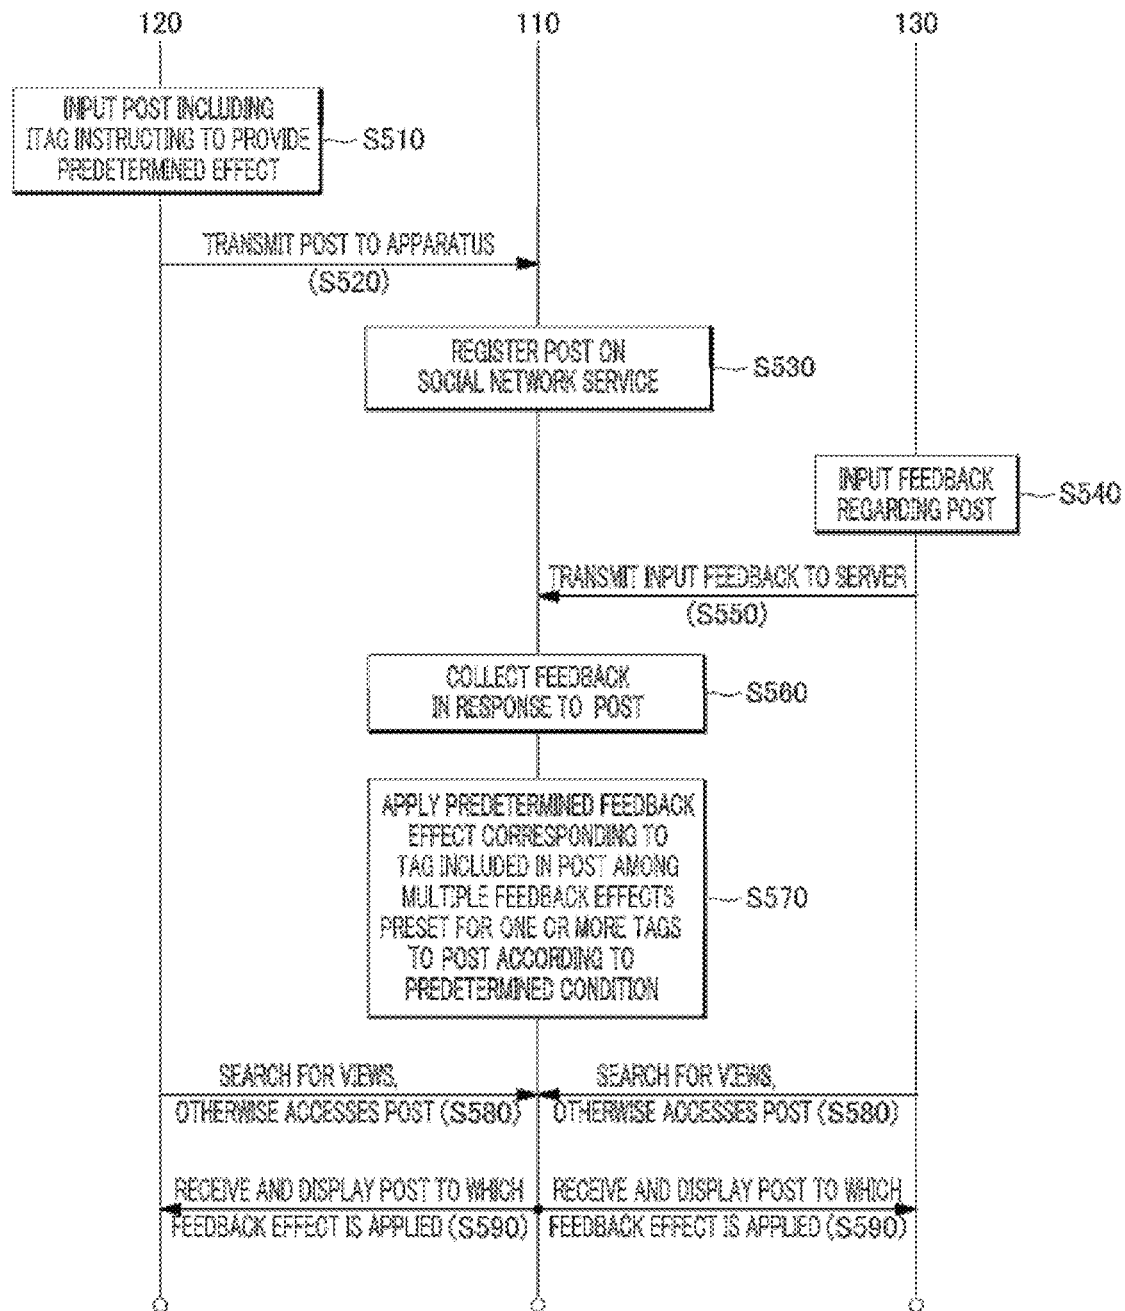 120
110
130
INPUT POST INCLUDING
ITAG INSTRUCTING TO PROVIDE
PREDETERMINED EFFECT
S510
TRANSMIT POST TO APPARATUS
(S520)
REGISTER POST ON
SOCIAL NETWORK SERVICE
S530
INPUT FEEDBACK
REGARDING POST
S540
TRANSMIT INPUT FEEDBACK TO SERVER
(S550)
COLLECT FEEDBACK
IN RESPONSE TO POST
S560
APPLY PREDETERMINED FEEDBACK
EFFECT CORRESPONDING TO
TAG INCLUDED IN POST AMONG
MULTIPLE FEEDBACK EFFECTS
PRESET FOR ONE OR MORE TAGS
TO POST ACCORDING TO
PREDETERMINED CONDITION
S570
SEARCH FOR VIEWS,
OTHERWISE ACCESSES POST (S580)
SEARCH FOR VIEWS,
OTHERWISE ACCESSES POST (S580)
RECEIVE AND DISPLAY POST TO WHICH
FEEDBACK EFFECT IS APPLIED (S590)
RECEIVE AND DISPLAY POST TO WHICH
FEEDBACK EFFECT IS APPLIED (S590)